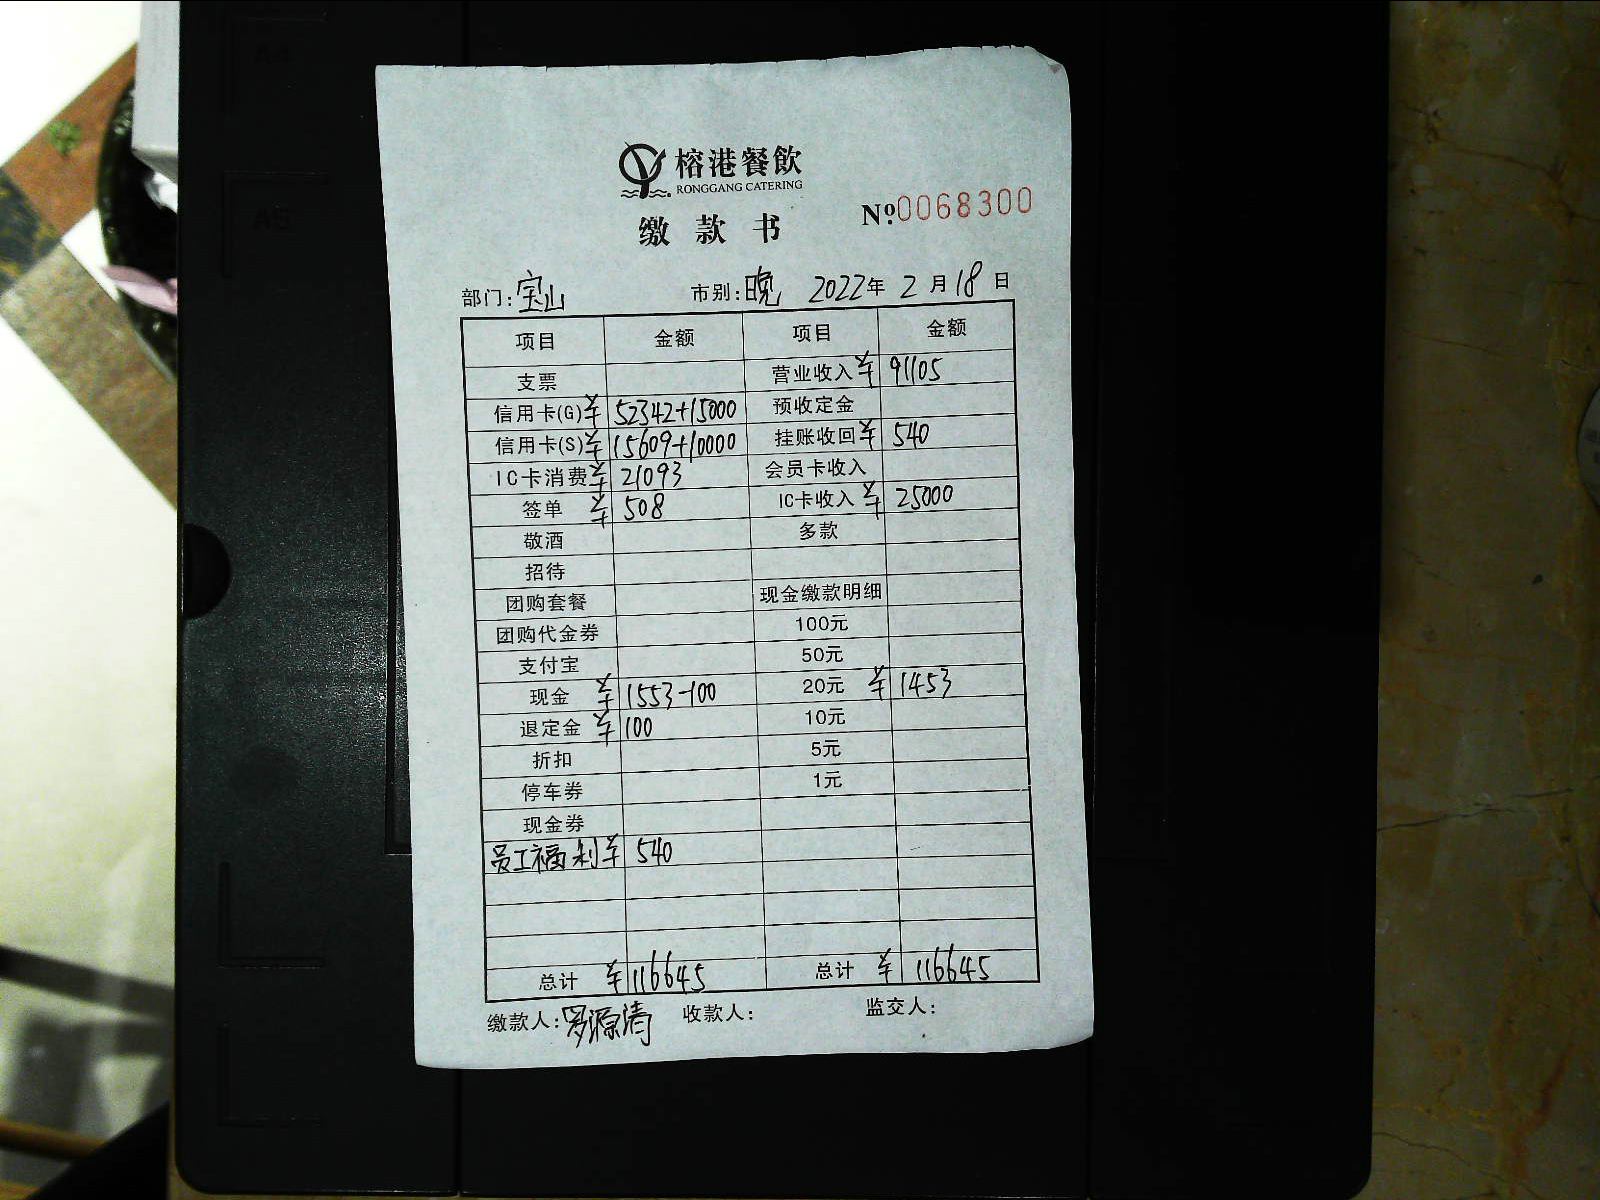 榕港餐飲
RONGGANG CATERING
缴款书 №0068300
部门:宝山 市别:晚 2022年2月18日
项目 金额 项目 金额
支票 营业收入 ¥ 91105
信用卡(G) ¥ 52342+15000 预收定金
信用卡(S) ¥ 15609+10000 挂账收回 ¥ 540
IC卡消费 ¥ 21093 会员卡收入
签单 ¥ 508 IC卡收入 ¥ 25000
敬酒 多款
招待
团购套餐 现金缴款明细
团购代金券 100元
支付宝 50元
现金 ¥ 1553-100 20元 ¥ 1453
退定金 ¥ 100 10元
折扣 5元
停车券 1元
现金券
员工福利 ¥ 540
总计 ¥ 116645 总计 ¥ 116645
缴款人:罗源清 收款人: 监交人: